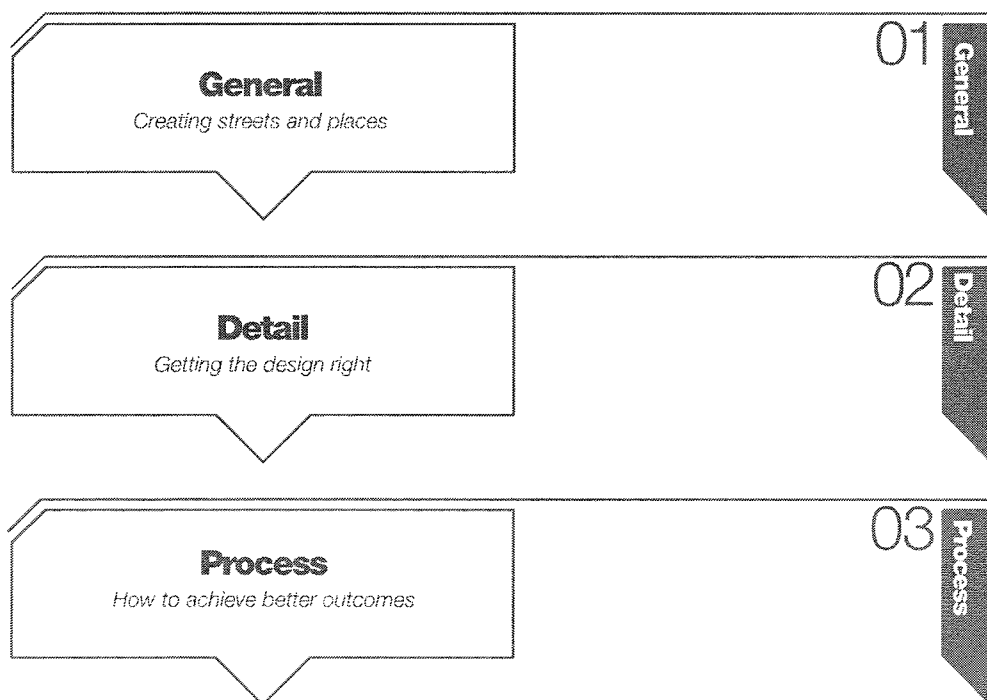 General
Creating streets and places
01
General
Detail
Getting the design right
02
Detail
Process
How to achieve better outcomes
03
Process